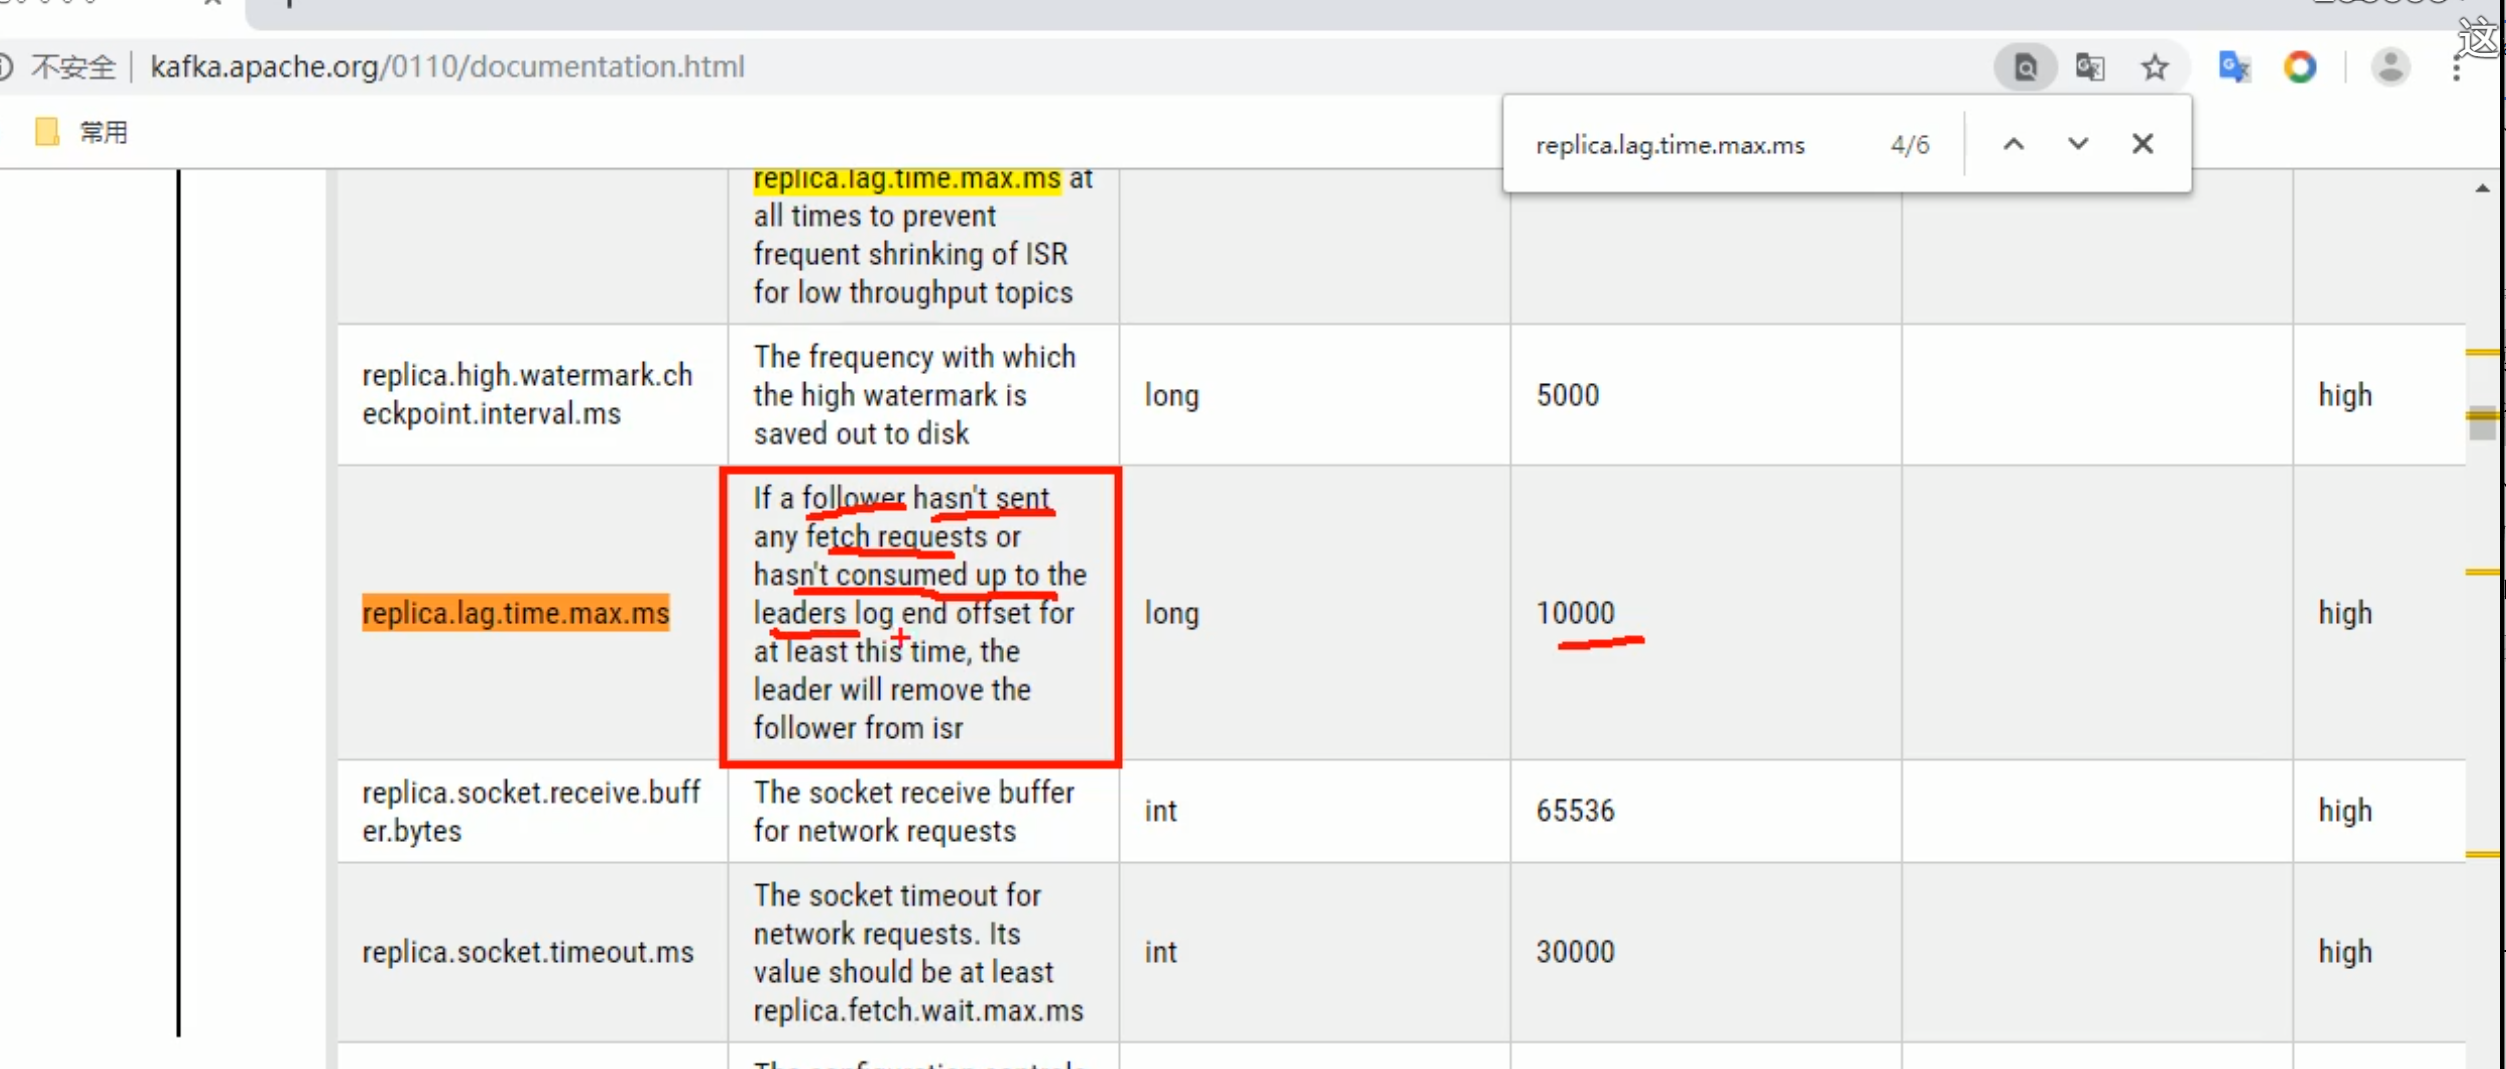 不安全 kafka.apache.org/0110/documentation.html
这
常用
replica.lag.time.max.ms 4/6
replica.lag.time.max.ms at
all times to prevent
frequent shrinking of ISR
for low throughput topics
replica.high.watermark.ch
eckpoint.interval.ms
The frequency with which
the high watermark is
saved out to disk
long
5000
high
replica.lag.time.max.ms
If a follower hasn't sent
any fetch requests or
hasn't consumed up to the
leaders log end offset for
at least this time, the
leader will remove the
follower from isr
long
10000
high
replica.socket.receive.buff
er.bytes
The socket receive buffer
for network requests
int
65536
high
replica.socket.timeout.ms
The socket timeout for
network requests. Its
value should be at least
replica.fetch.wait.max.ms
int
30000
high